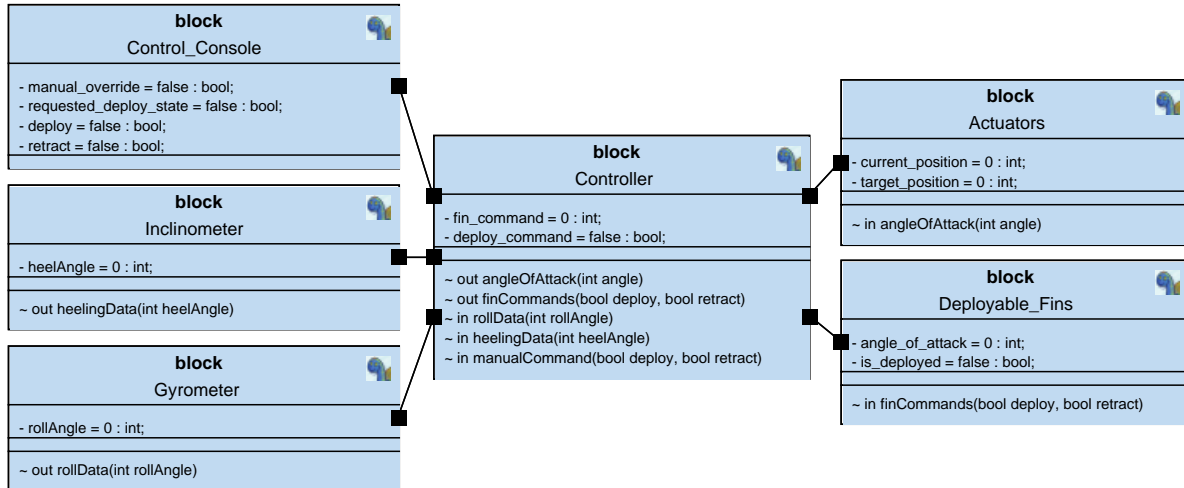 block
Control_Console
- manual_override = false : bool;
- requested_deploy_state = false : bool;
- deploy = false : bool;
- retract = false : bool;
block
Inclinometer
- heelAngle = 0 : int;
~ out heelingData(int heelAngle)
block
Gyrometer
- rollAngle = 0 : int;
~ out rollData(int rollAngle)
block
Controller
- fin_command = 0 : int;
- deploy_command = false : bool;
~ out angleOfAttack(int angle)
~ out finCommands(bool deploy, bool retract)
~ in rollData(int rollAngle)
~ in heelingData(int heelAngle)
~ in manualCommand(bool deploy, bool retract)
block
Actuators
- current_position = 0 : int;
- target_position = 0 : int;
~ in angleOfAttack(int angle)
block
Deployable_Fins
- angle_of_attack = 0 : int;
- is_deployed = false : bool;
~ in finCommands(bool deploy, bool retract)